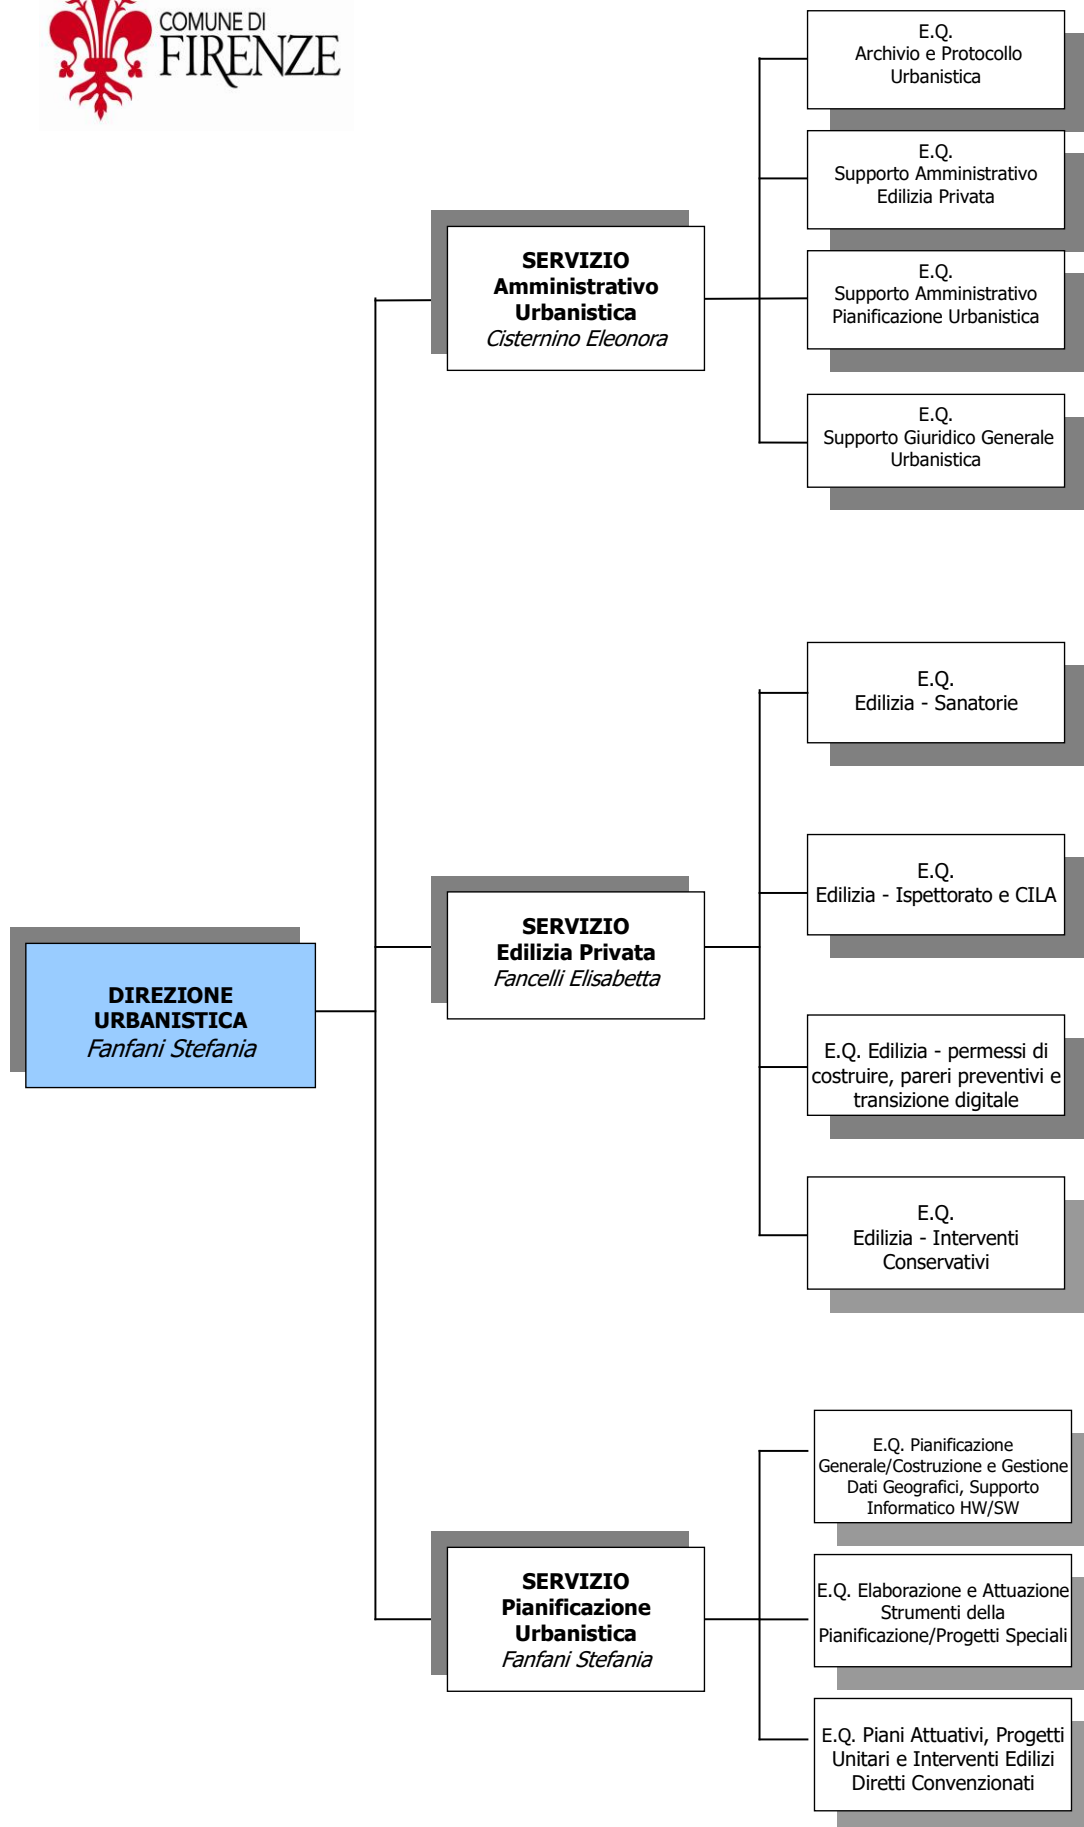 COMUNE DI
FIRENZE
E.Q.
Archivio e Protocollo
Urbanistica
E.Q.
Supporto Amministrativo
Edilizia Privata
SERVIZIO
Amministrativo
Urbanistica
Cisternino Eleonora
E.Q.
Supporto Amministrativo
Pianificazione Urbanistica
E.Q.
Supporto Giuridico Generale
Urbanistica
E.Q.
Edilizia - Sanatorie
E.Q.
Edilizia - Ispettorato e CILA
SERVIZIO
Edilizia Privata
Fancelli Elisabetta
DIREZIONE
URBANISTICA
Fanfani Stefania
E.Q. Edilizia - permessi di
costruire, pareri preventivi e
transizione digitale
E.Q.
Edilizia - Interventi
Conservativi
E.Q. Pianificazione
Generale/Costruzione e Gestione
Dati Geografici, Supporto
Informatico HW/SW
SERVIZIO
Pianificazione
Urbanistica
Fanfani Stefania
E.Q. Elaborazione e Attuazione
Strumenti della
Pianificazione/Progetti Speciali
E.Q. Piani Attuativi, Progetti
Unitari e Interventi Edilizi
Diretti Convenzionati